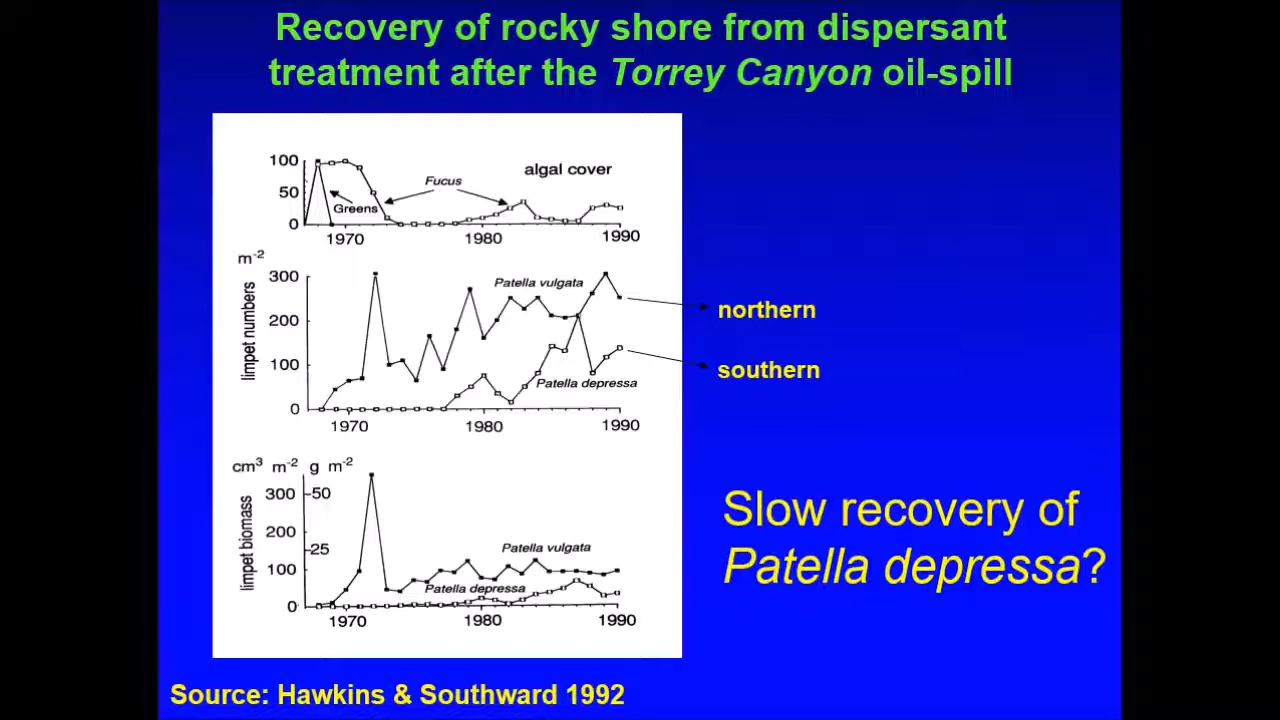 Recovery of rocky shore from dispersant
treatment after the Torrey Canyon oil-spill
100
50
0
algal cover
Fucus
Greens
1970
1980
1990
m-2
300
200
100
0
limpet numbers
Patella vulgata
Patella depressa
1970
1980
1990
northern
southern
cm3 m-2 g m-2
300
200
100
0
50
25
limpet biomass
Patella vulgata
Patella depressa
1970
1980
1990
Slow recovery of
Patella depressa?
Source: Hawkins & Southward 1992